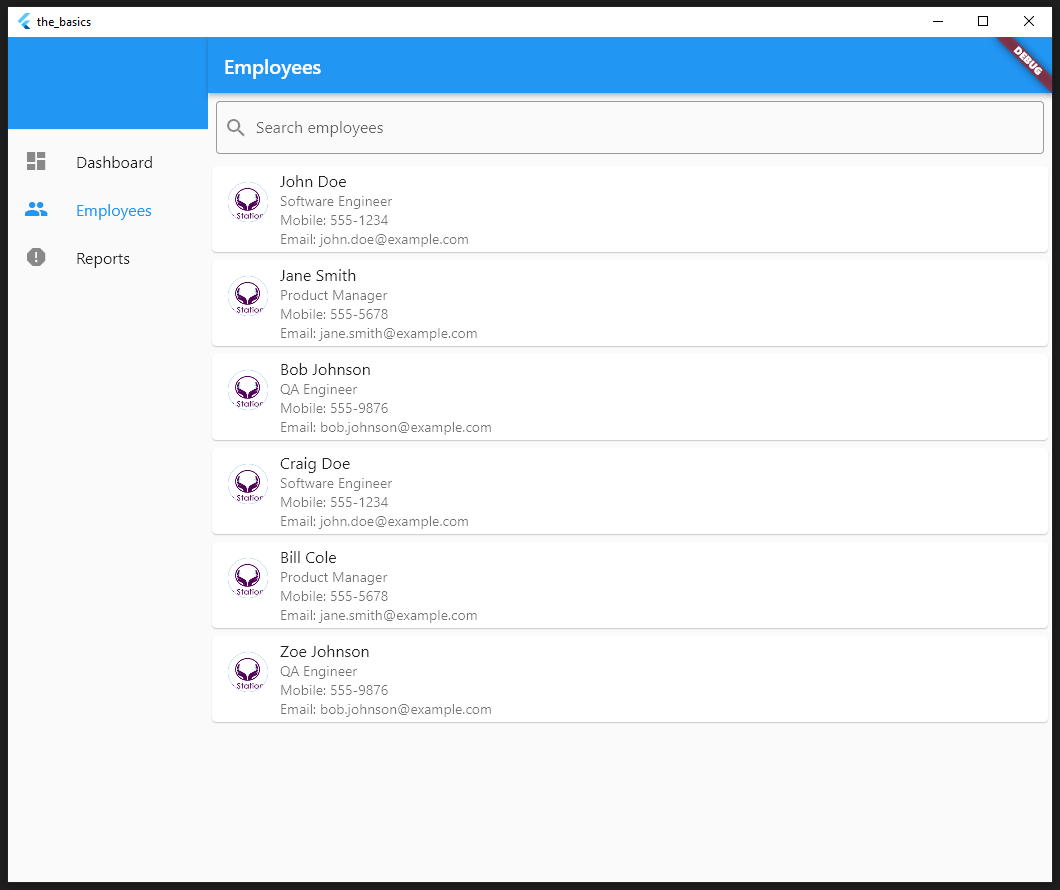 the_basics
Employees
DEBUG
Search employees
Dashboard
Employees
Reports
John Doe
Software Engineer
Mobile: 555-1234
Email: john.doe@example.com
Station
Jane Smith
Product Manager
Mobile: 555-5678
Email: jane.smith@example.com
Station
Bob Johnson
QA Engineer
Mobile: 555-9876
Email: bob.johnson@example.com
Station
Craig Doe
Software Engineer
Mobile: 555-1234
Email: john.doe@example.com
Station
Bill Cole
Product Manager
Mobile: 555-5678
Email: jane.smith@example.com
Station
Zoe Johnson
QA Engineer
Mobile: 555-9876
Email: bob.johnson@example.com
Station